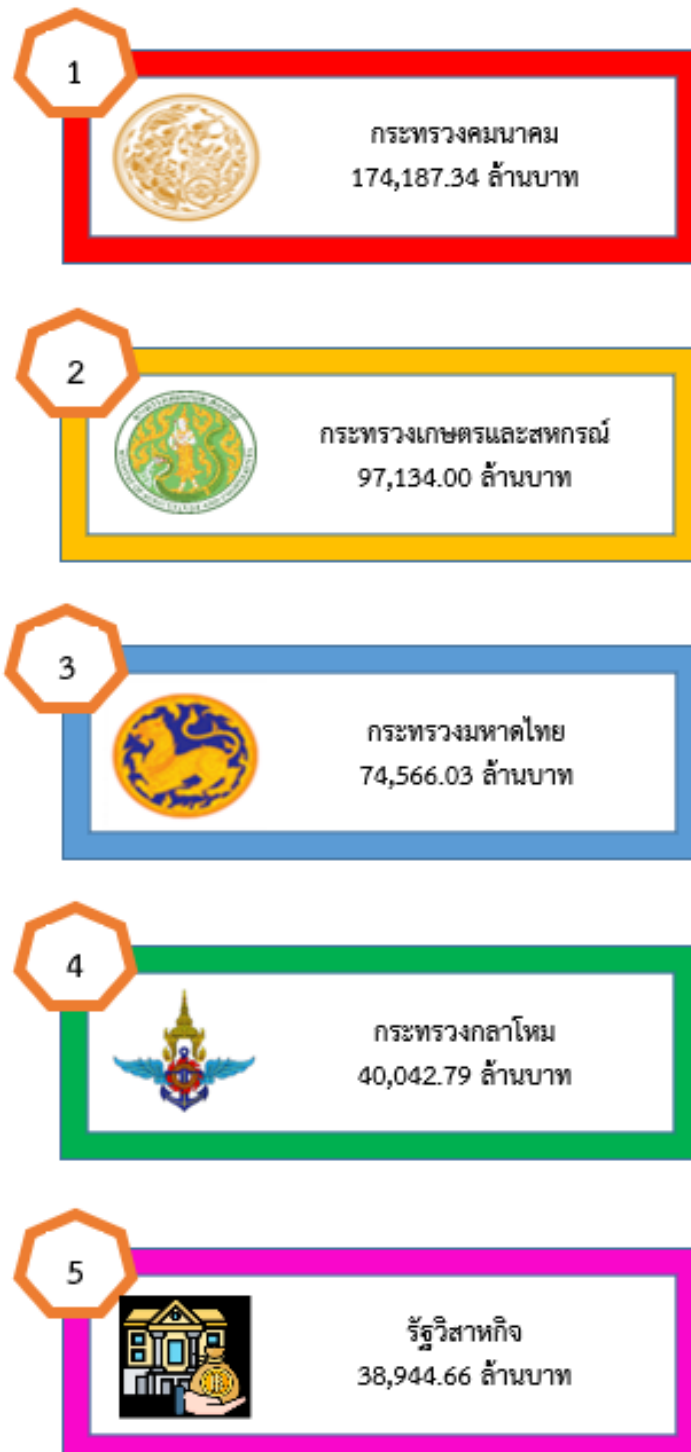 1
กระทรวงคมนาคม
174,187.34 ล้านบาท
2
กระทรวงเกษตรและสหกรณ์
97,134.00 ล้านบาท
3
กระทรวงมหาดไทย
74,566.03 ล้านบาท
4
กระทรวงกลาโหม
40,042.79 ล้านบาท
5
รัฐวิสาหกิจ
38,944.66 ล้านบาท